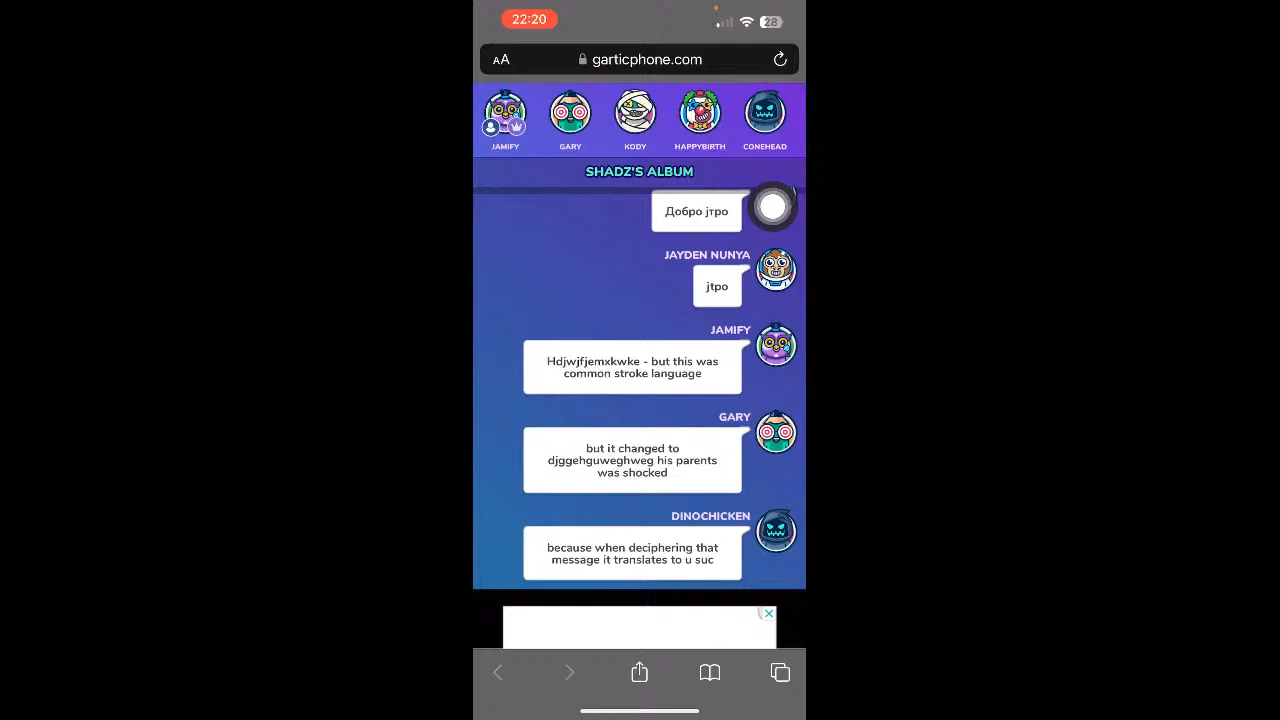 22:20
28
AA garticphone.com
JAMIFY GARY KODY HAPPYBIRTH CONEHEAD
SHADZ'S ALBUM
Добро јтро
JAYDEN NUNYA
jtpo
JAMIFY
Hdjwjfjemxkwke - but this was
common stroke language
GARY
but it changed to
djggehguweghweg his parents
was shocked
DINOCHICKEN
because when deciphering that
message it translates to u suc